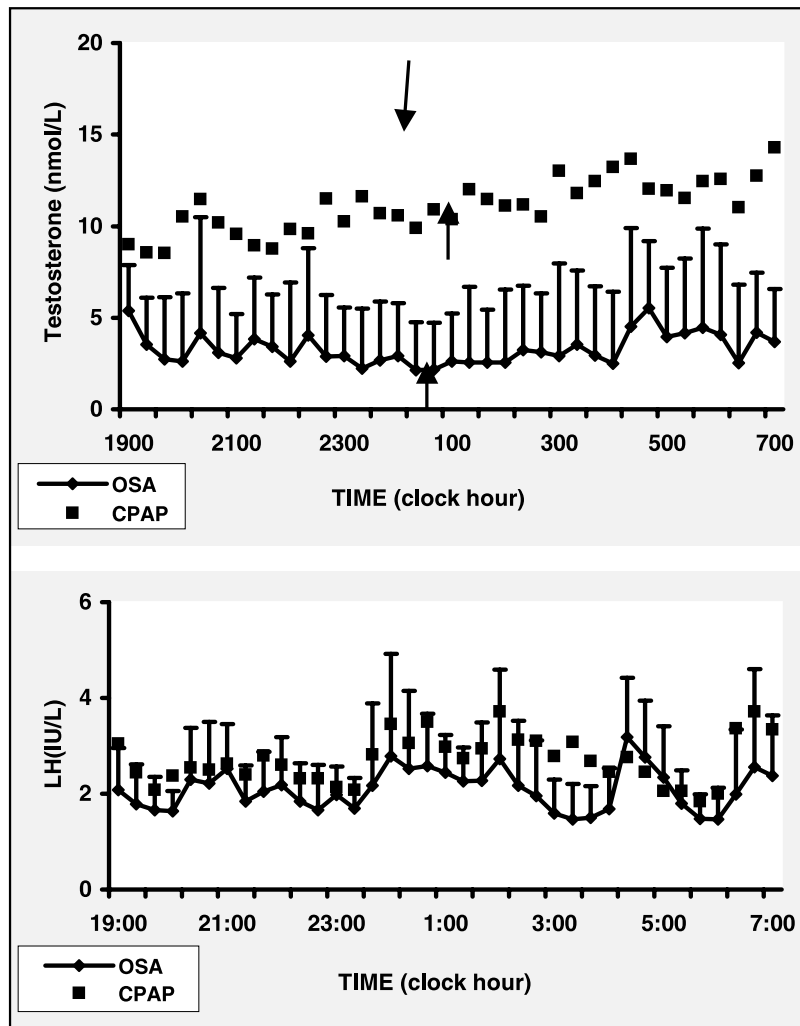 20
15
10
5
0
Testosterone (nmol/L)
1900 2100 2300 100 300 500 700
TIME (clock hour)
OSA
CPAP
6
4
2
0
LH(IU/L)
19:00 21:00 23:00 1:00 3:00 5:00 7:00
TIME (clock hour)
OSA
CPAP